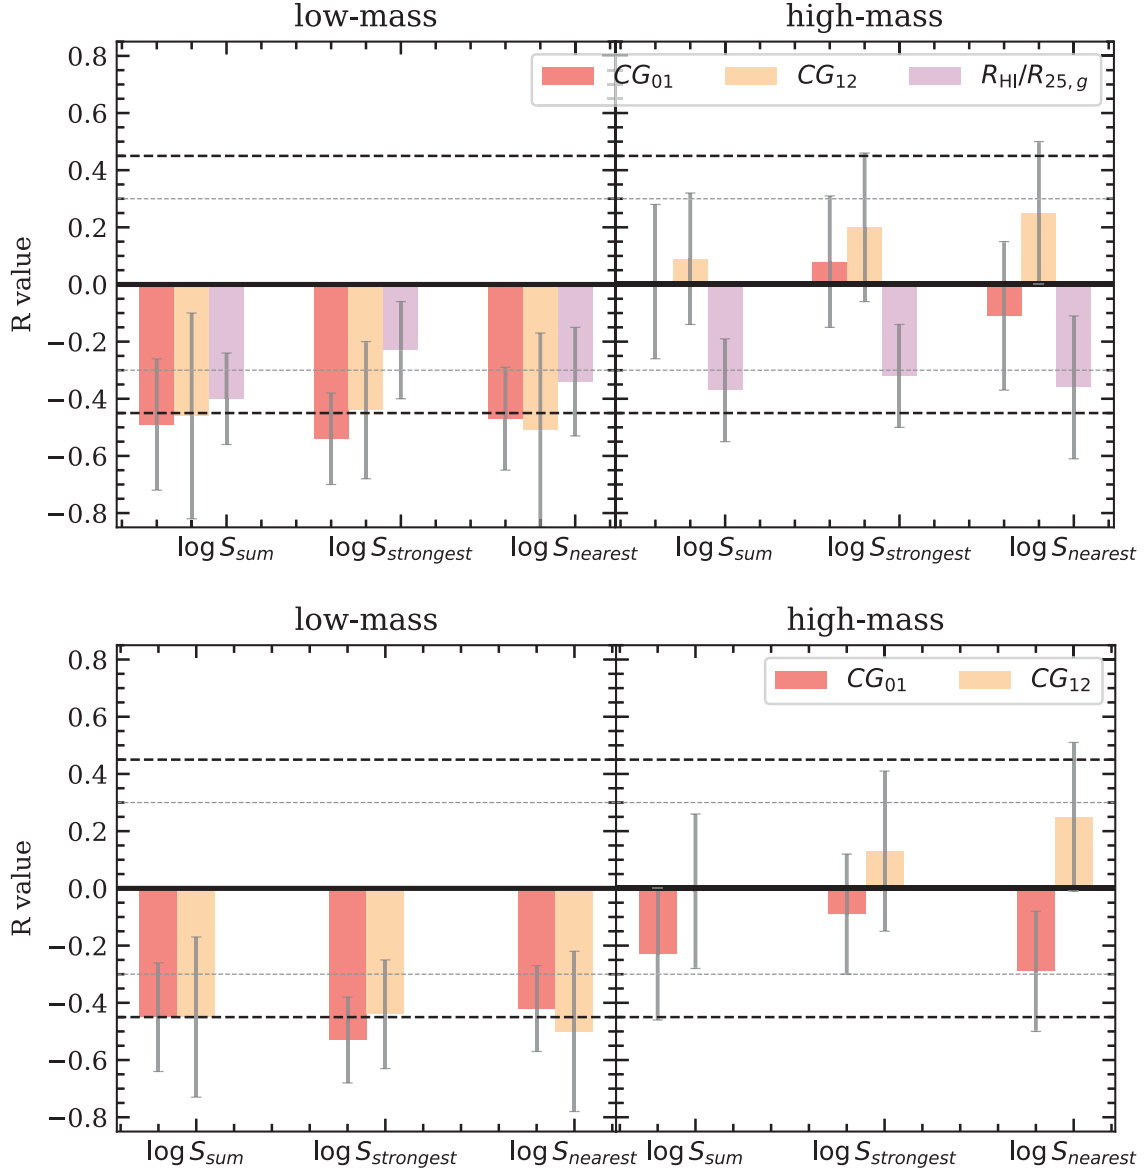 low-mass high-mass
CG01 CG12 RHI/R25, g
0.8
0.6
0.4
0.2
0.0
−0.2
−0.4
−0.6
−0.8
R value
log Ssum log Sstrongest log Snearest log Ssum log Sstrongest log Snearest
low-mass high-mass
CG01 CG12
0.8
0.6
0.4
0.2
0.0
−0.2
−0.4
−0.6
−0.8
R value
log Ssum log Sstrongest log Snearest log Ssum log Sstrongest log Snearest